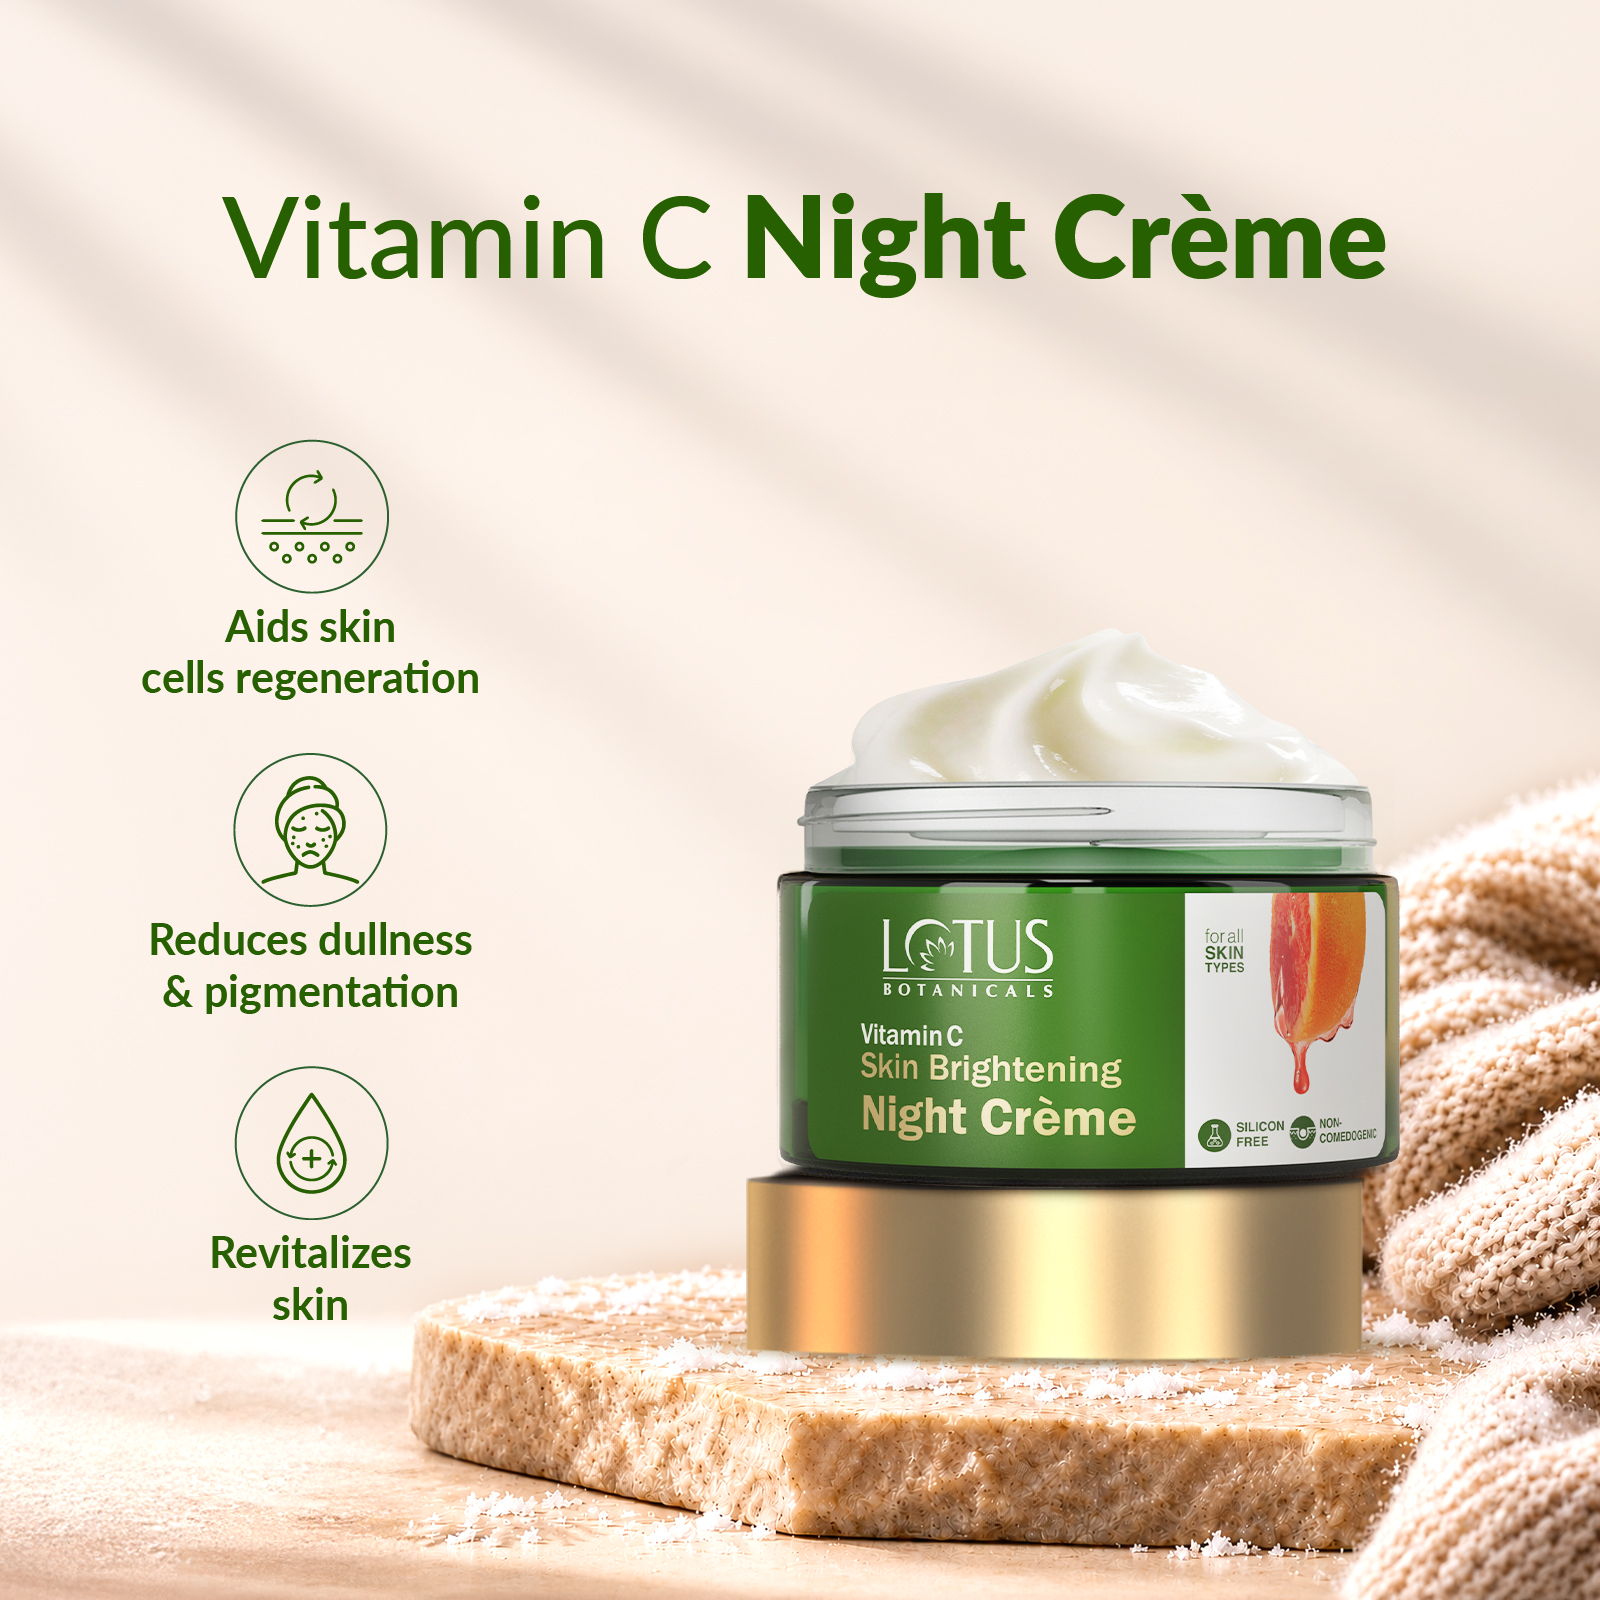 Vitamin C Night Crème
Aids skin
cells regeneration
Reduces dullness
& pigmentation
Revitalizes
skin
LOTUS
BOTANICALS
Vitamin C
Skin Brightening
Night Crème
for all
SKIN
TYPES
SILICON
FREE
NON-
COMEDOGENIC